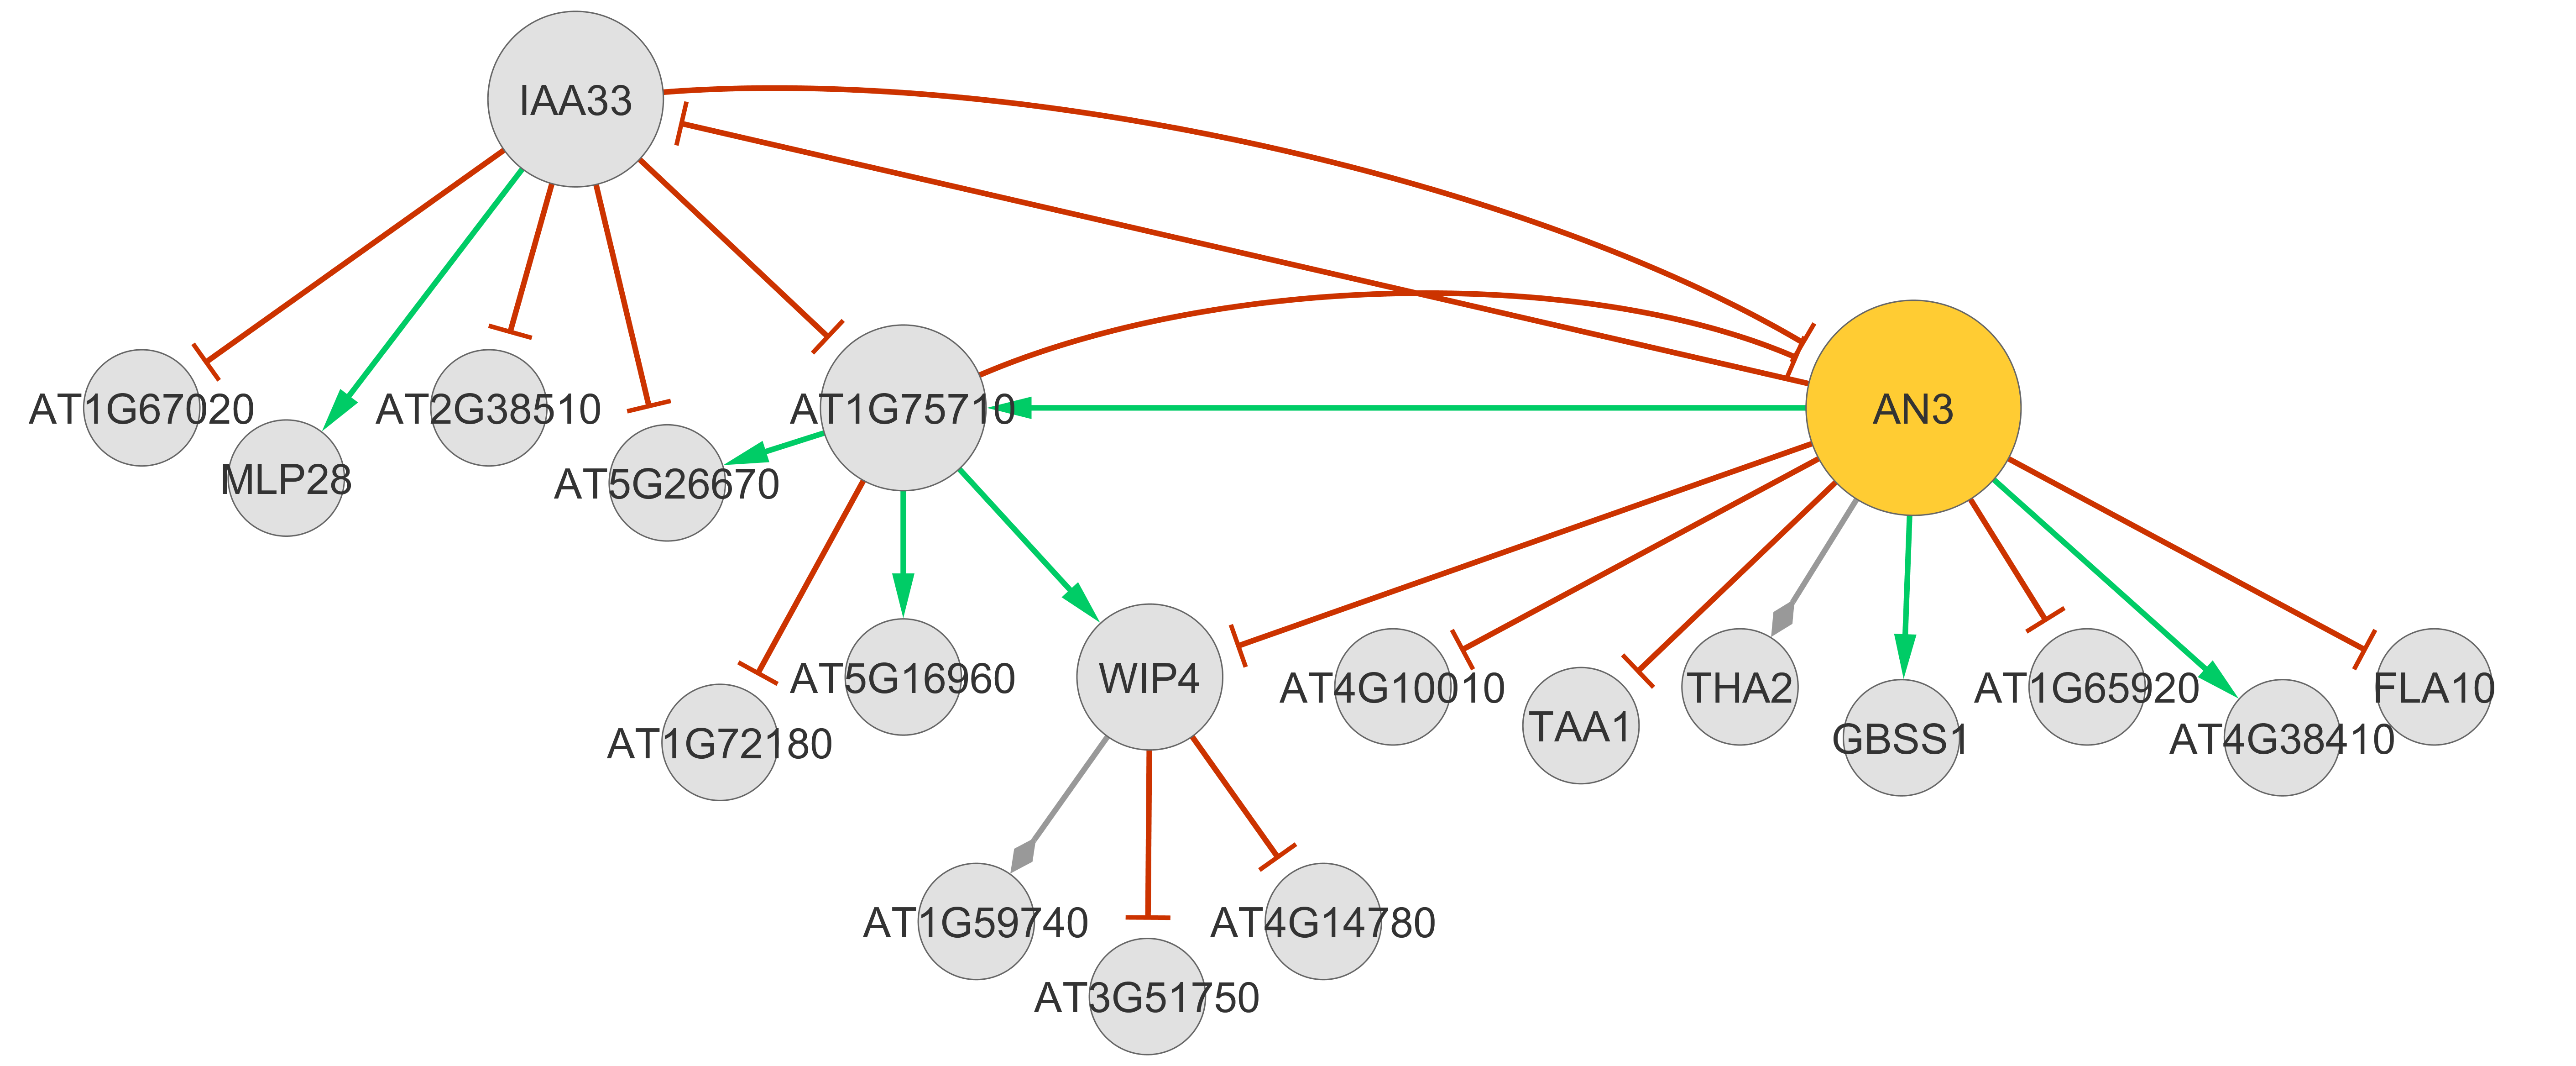 IAA33
AT1G67020
AT2G38510
AT1G75710
AN3
MLP28
AT5G26670
AT5G16960
WIP4
AT4G10010
THA2
AT1G65920
FLA10
AT1G72180
TAA1
GBSS1
AT4G38410
AT1G59740
AT4G14780
AT3G51750